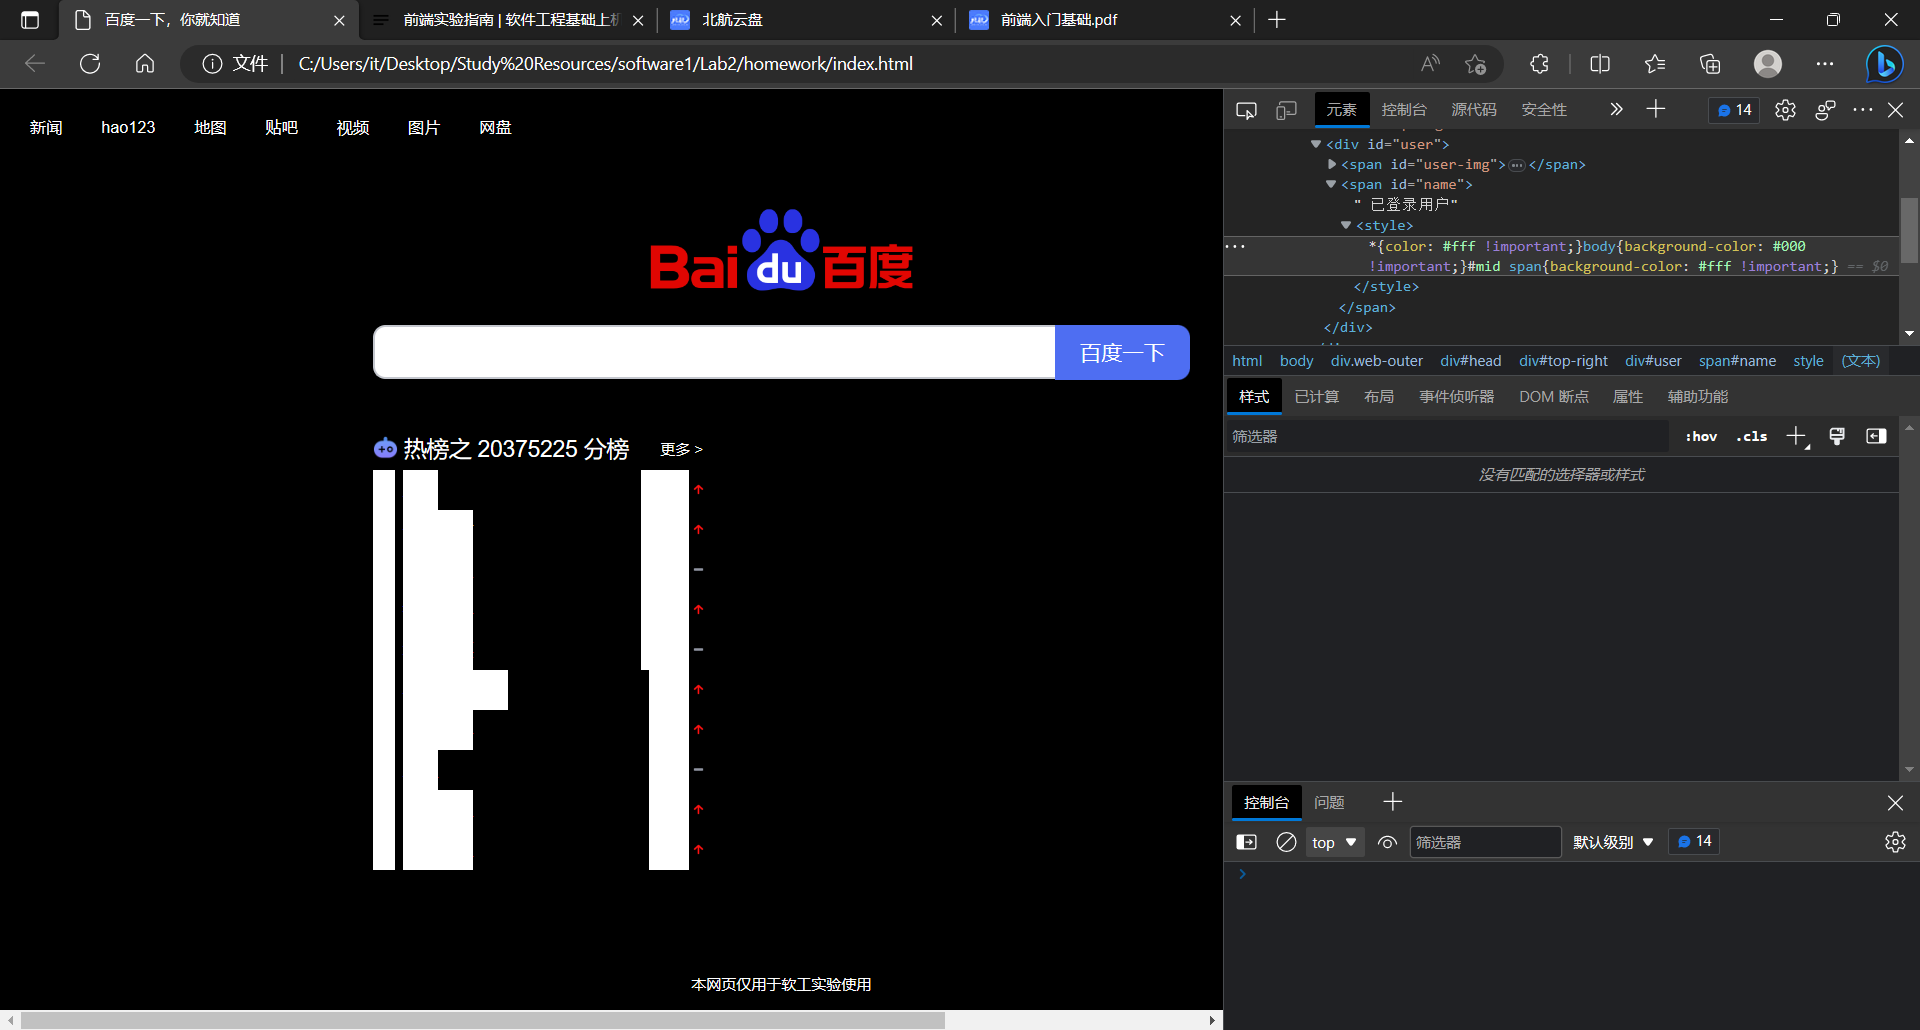 百度一下，你就知道
前端实验指南 | 软件工程基础上机
北航云盘
前端入门基础.pdf
文件
C:/Users/it/Desktop/Study%20Resources/software1/Lab2/homework/index.html
新闻 hao123 地图 贴吧 视频 图片 网盘
Bai du 百度
百度一下
热榜之 20375225 分榜 更多 >
↑
↑
−
↑
−
↑
↑
−
↑
↑
本网页仅用于软工实验使用
元素 控制台 源代码 安全性 14
<div id="user">
<span id="user-img">…</span>
<span id="name">
" 已登录用户"
<style>
*{color: #fff !important;}body{background-color: #000
!important;}#mid span{background-color: #fff !important;} == $0
</style>
</span>
</div>
html body div.web-outer div#head div#top-right div#user span#name style (文本)
样式 已计算 布局 事件侦听器 DOM 断点 属性 辅助功能
筛选器 :hov .cls
没有匹配的选择器或样式
控制台 问题
top 筛选器 默认级别 14